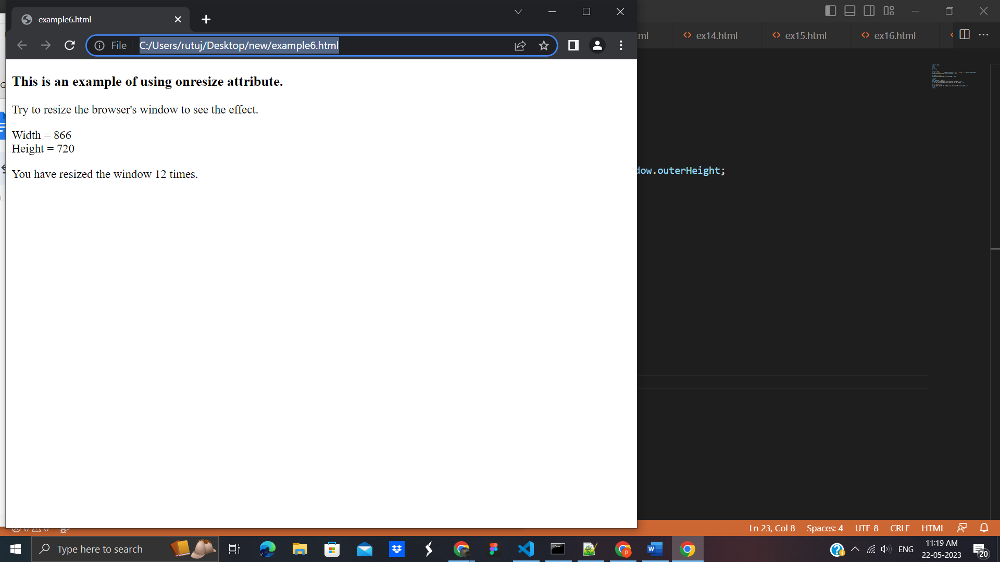 example6.html
File
C:/Users/rutuj/Desktop/new/example6.html
ml
ex14.html
ex15.html
ex16.html
This is an example of using onresize attribute.
Try to resize the browser's window to see the effect.
Width = 866
Height = 720
You have resized the window 12 times.
dow.outerHeight;
G
Ln 23, Col 8 Spaces: 4 UTF-8 CRLF HTML
Type here to search
ENG
11:19 AM
22-05-2023
20